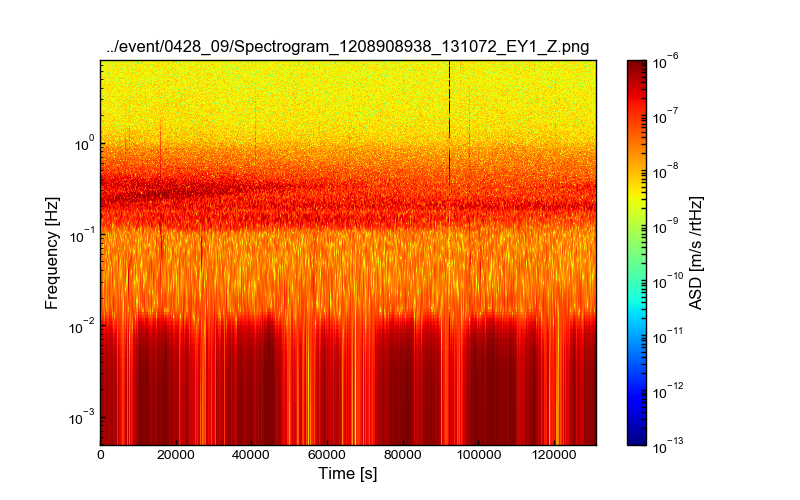 ../event/0428_09/Spectrogram_1208908938_131072_EY1_Z.png
Frequency [Hz]
10⁰
10⁻¹
10⁻²
10⁻³
0 20000 40000 60000 80000 100000 120000
Time [s]
10⁻⁶
10⁻⁷
10⁻⁸
10⁻⁹
10⁻¹⁰
10⁻¹¹
10⁻¹²
10⁻¹³
ASD [m/s /rtHz]